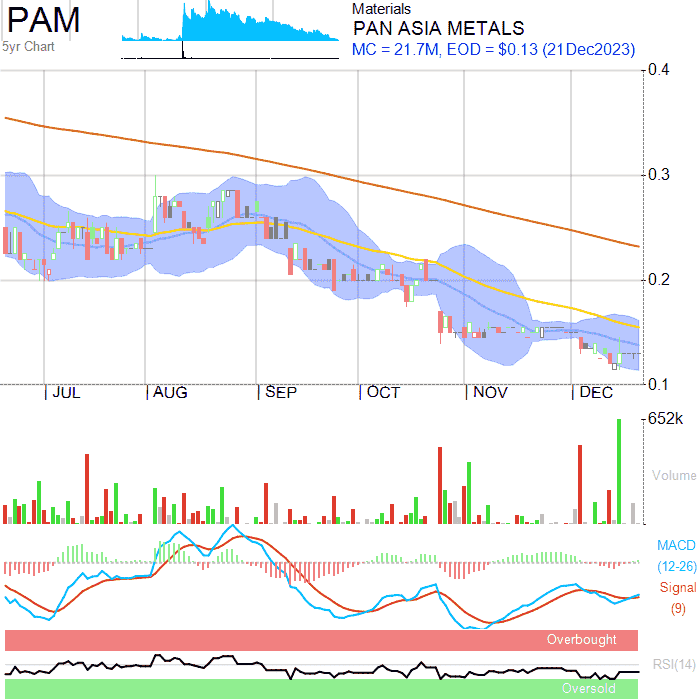 PAM
5yr Chart
Materials
PAN ASIA METALS
MC = 21.7M, EOD = $0.13 (21Dec2023)
0.4
0.3
0.2
0.1
JUL AUG SEP OCT NOV DEC
652k
Volume
MACD
(12-26)
Signal
(9)
Overbought
RSI(14)
Oversold